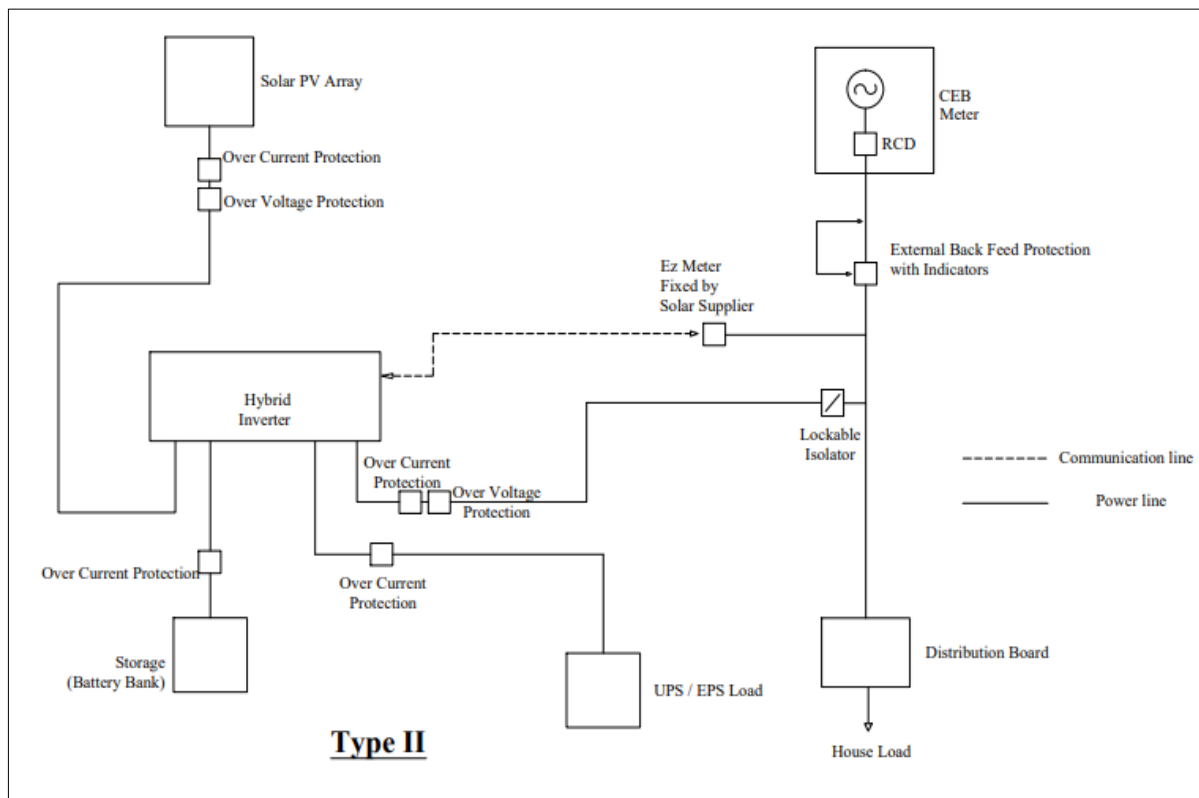 Solar PV Array
Over Current Protection
Over Voltage Protection
CEB
Meter
RCD
External Back Feed Protection
with Indicators
Ez Meter
Fixed by
Solar Supplier
Hybrid
Inverter
Lockable
Isolator
Over Current
Protection
Over Voltage
Protection
Communication line
Power line
Over Current Protection
Over Current
Protection
Storage
(Battery Bank)
UPS / EPS Load
Distribution Board
House Load
Type II